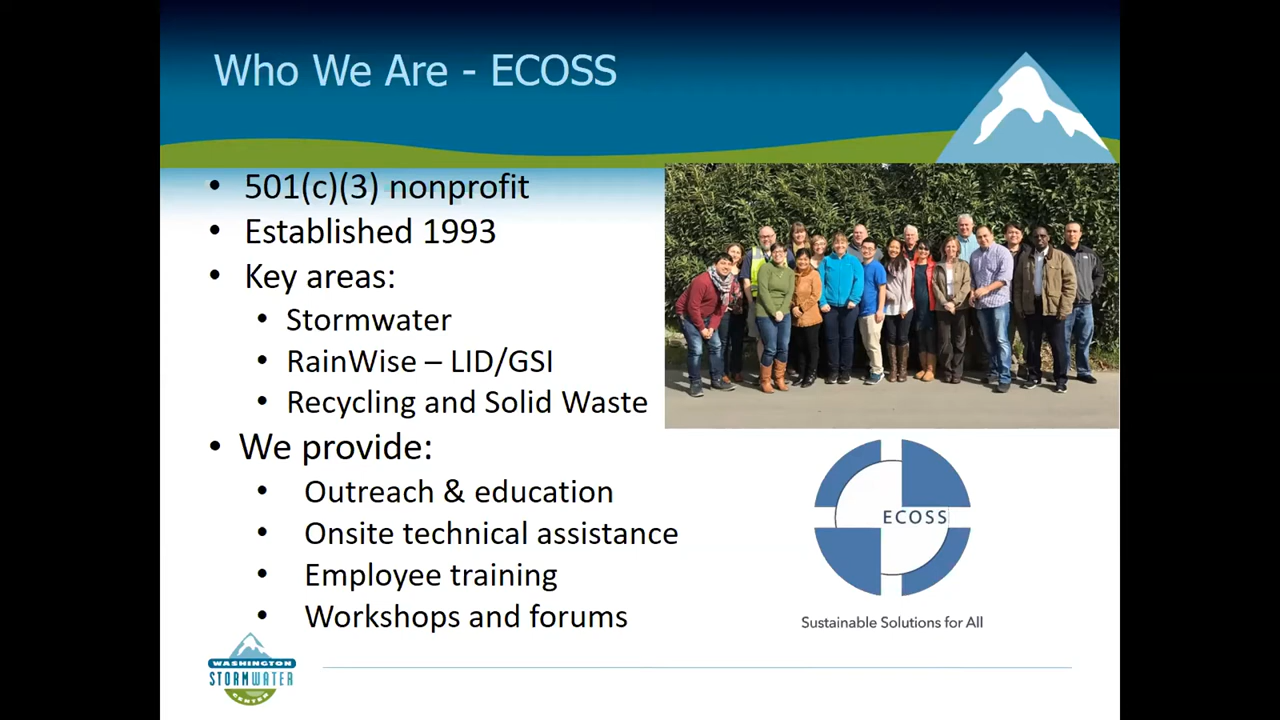 Who We Are - ECOSS
• 501(c)(3) nonprofit
• Established 1993
• Key areas:
• Stormwater
• RainWise – LID/GSI
• Recycling and Solid Waste
• We provide:
• Outreach & education
• Onsite technical assistance
• Employee training
• Workshops and forums
ECOSS
Sustainable Solutions for All
WASHINGTON
STORMWATER
CENTER